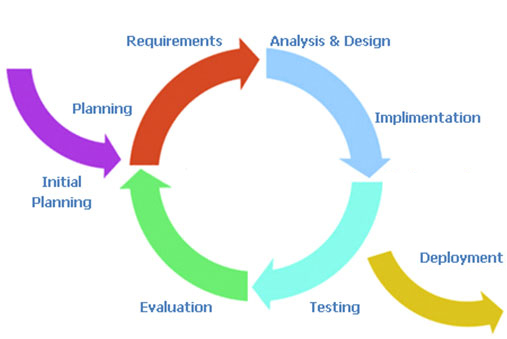 Requirements
Analysis & Design
Planning
Implimentation
Initial
Planning
Deployment
Evaluation
Testing